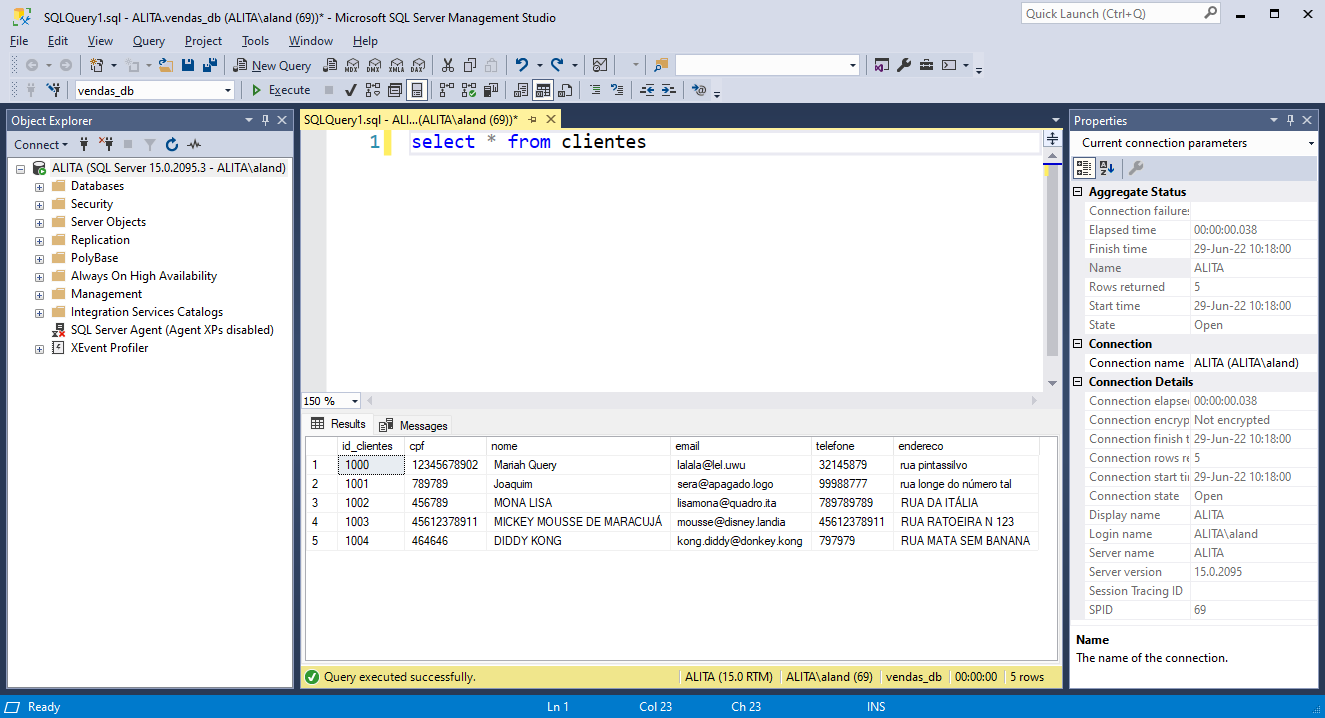 SQLQuery1.sql - ALITA.vendas_db (ALITA\aland (69))* - Microsoft SQL Server Management Studio
Quick Launch (Ctrl+Q)
File Edit View Query Project Tools Window Help
New Query MDX DMX XMLA DAX
vendas_db Execute
Object Explorer
Connect
ALITA (SQL Server 15.0.2095.3 - ALITA\aland)
Databases
Security
Server Objects
Replication
PolyBase
Always On High Availability
Management
Integration Services Catalogs
SQL Server Agent (Agent XPs disabled)
XEvent Profiler
SQLQuery1.sql - ALI...(ALITA\aland (69))*
1 select * from clientes
150 %
Results Messages
id_clientes cpf nome email telefone endereco
1 1000 12345678902 Mariah Query lalala@lel.uwu 32145879 rua pintassilvo
2 1001 789789 Joaquim sera@apagado.logo 99988777 rua longe do número tal
3 1002 456789 MONA LISA lisamona@quadro.ita 789789789 RUA DA ITÁLIA
4 1003 45612378911 MICKEY MOUSSE DE MARACUJÁ mousse@disney.landia 45612378911 RUA RATOEIRA N 123
5 1004 464646 DIDDY KONG kong.diddy@donkey.kong 797979 RUA MATA SEM BANANA
Query executed successfully. ALITA (15.0 RTM) ALITA\aland (69) vendas_db 00:00:00 5 rows
Properties
Current connection parameters
Aggregate Status
Connection failures
Elapsed time 00:00:00.038
Finish time 29-Jun-22 10:18:00
Name ALITA
Rows returned 5
Start time 29-Jun-22 10:18:00
State Open
Connection
Connection name ALITA (ALITA\aland)
Connection Details
Connection elapse 00:00:00.038
Connection encryp Not encrypted
Connection finish t 29-Jun-22 10:18:00
Connection rows re 5
Connection start ti 29-Jun-22 10:18:00
Connection state Open
Display name ALITA
Login name ALITA\aland
Server name ALITA
Server version 15.0.2095
Session Tracing ID
SPID 69
Name
The name of the connection.
Ready Ln 1 Col 23 Ch 23 INS